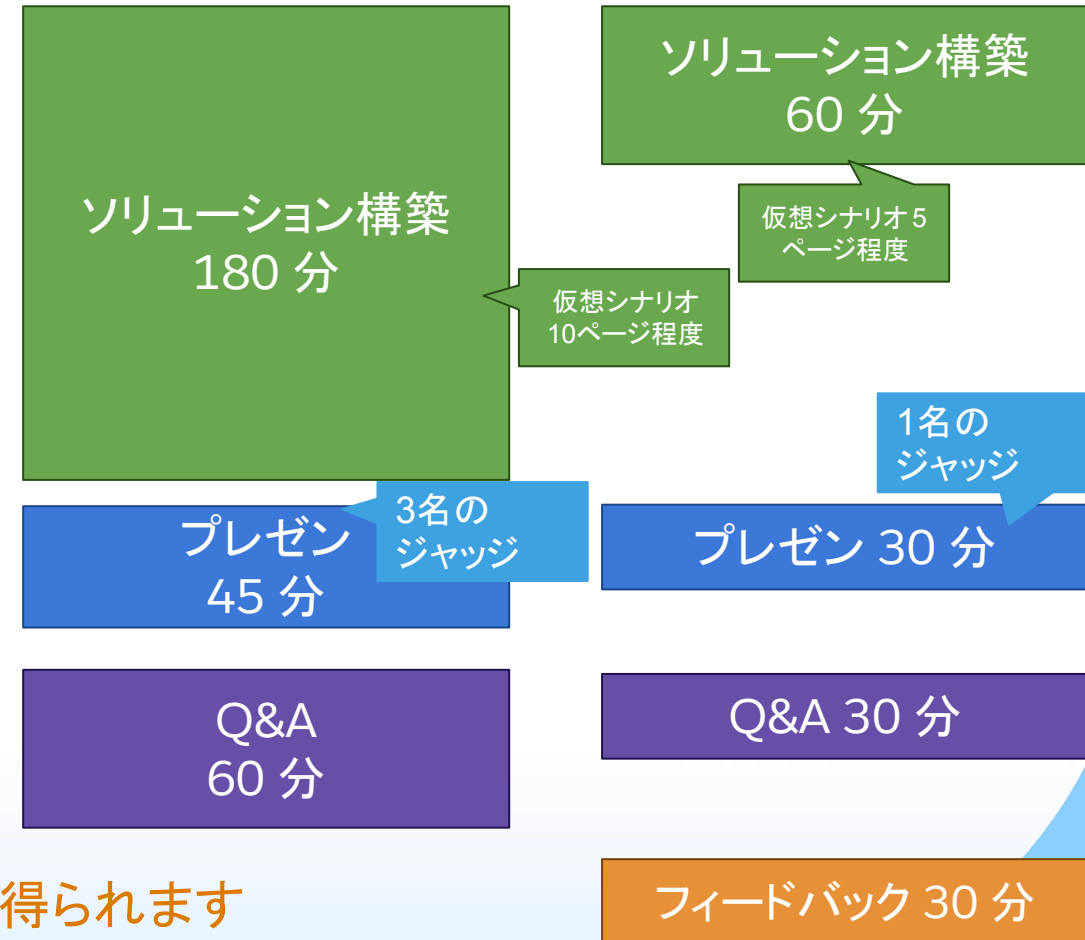 ソリューション構築
180 分
仮想シナリオ
10ページ程度
プレゼン
45 分
3名の
ジャッジ
Q&A
60 分
得られます
ソリューション構築
60 分
仮想シナリオ 5
ページ程度
1名の
ジャッジ
プレゼン 30 分
Q&A 30 分
フィードバック 30 分